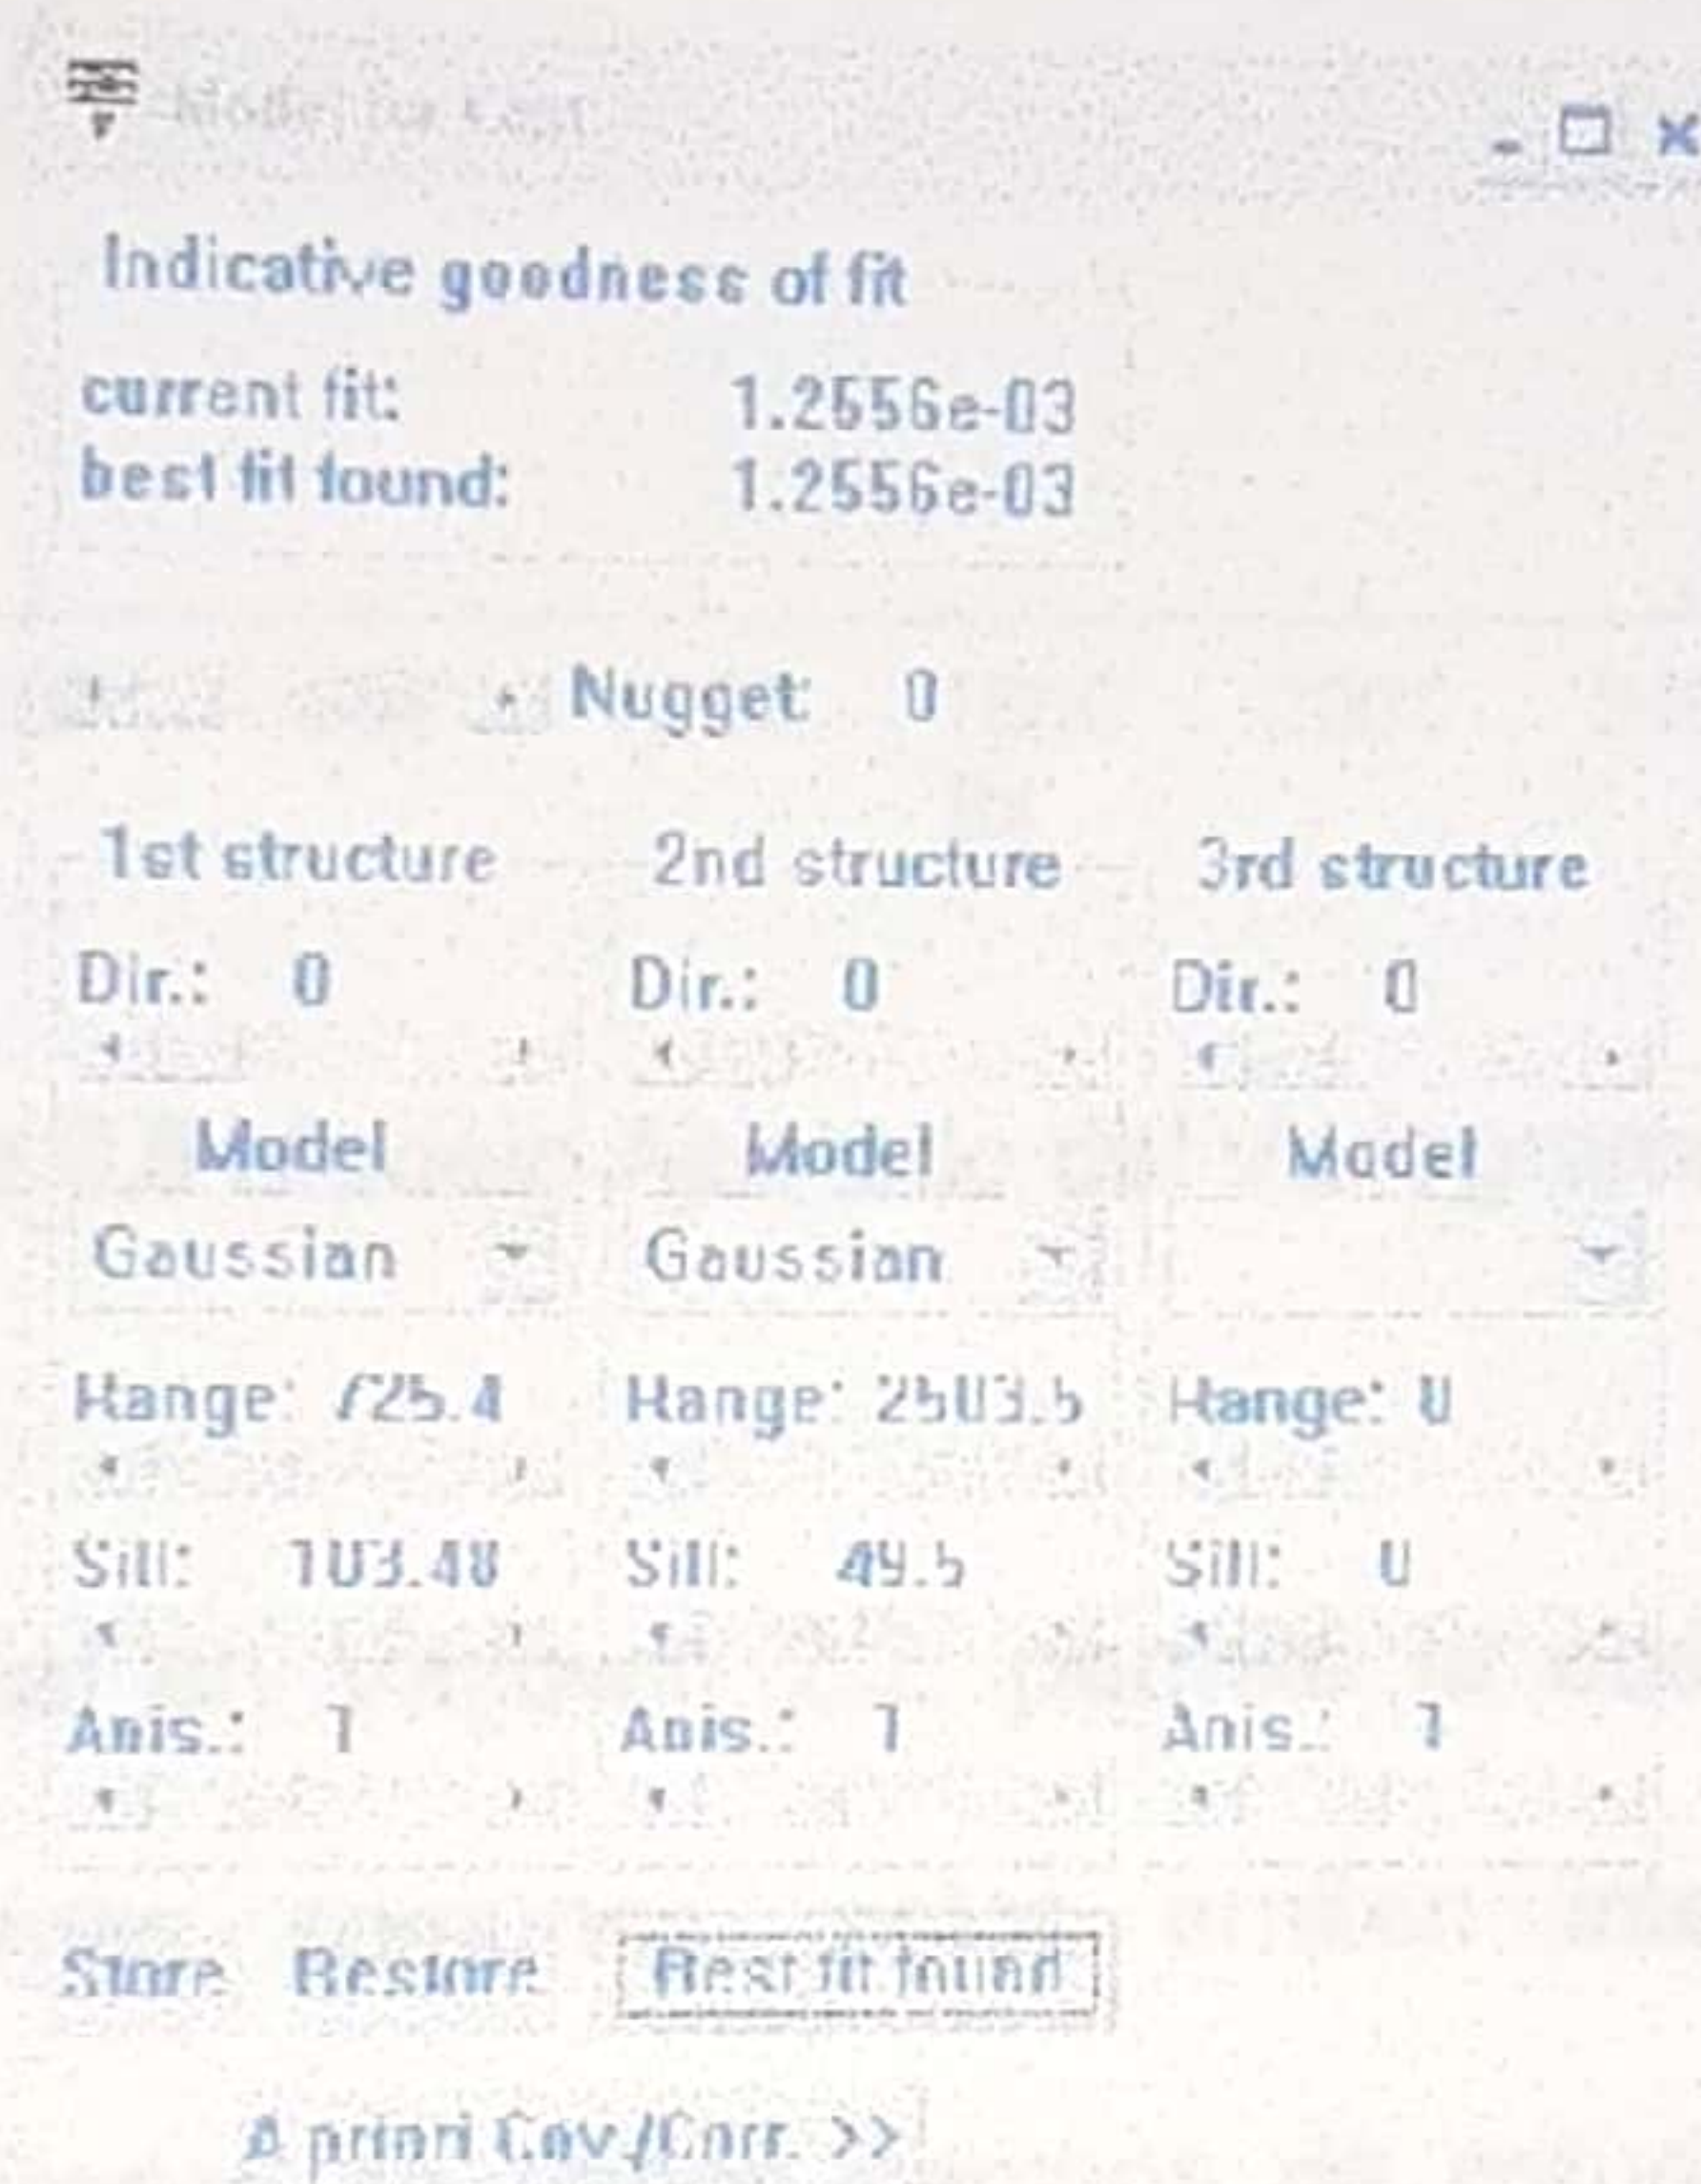 Indicative goodness of fit
current fit: 1.2556e-03
best fit found: 1.2556e-03
Nugget: 0
1st structure 2nd structure 3rd structure
Dir.: 0 Dir.: 0 Dir.: 0
Model Model Model
Gaussian Gaussian
Range: 725.4 Range: 2503.5 Range: 0
Sill: 103.48 Sill: 49.5 Sill: 0
Anis.: 1 Anis.: 1 Anis.: 1
Store Restore Best fit found
A priori Cov./Corr. >>